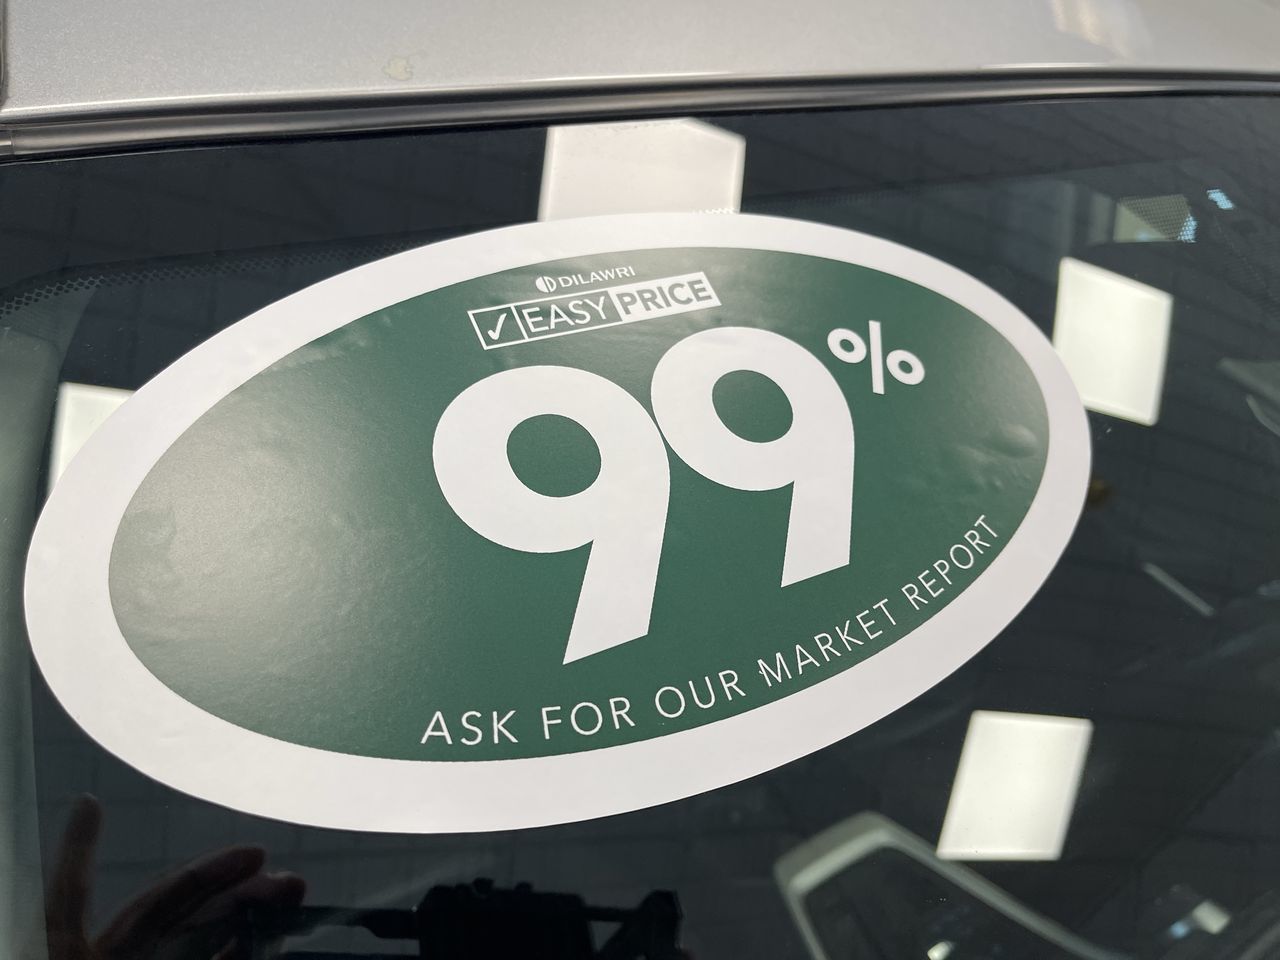 DILAWRI
EASY PRICE
99%
ASK FOR OUR MARKET REPORT